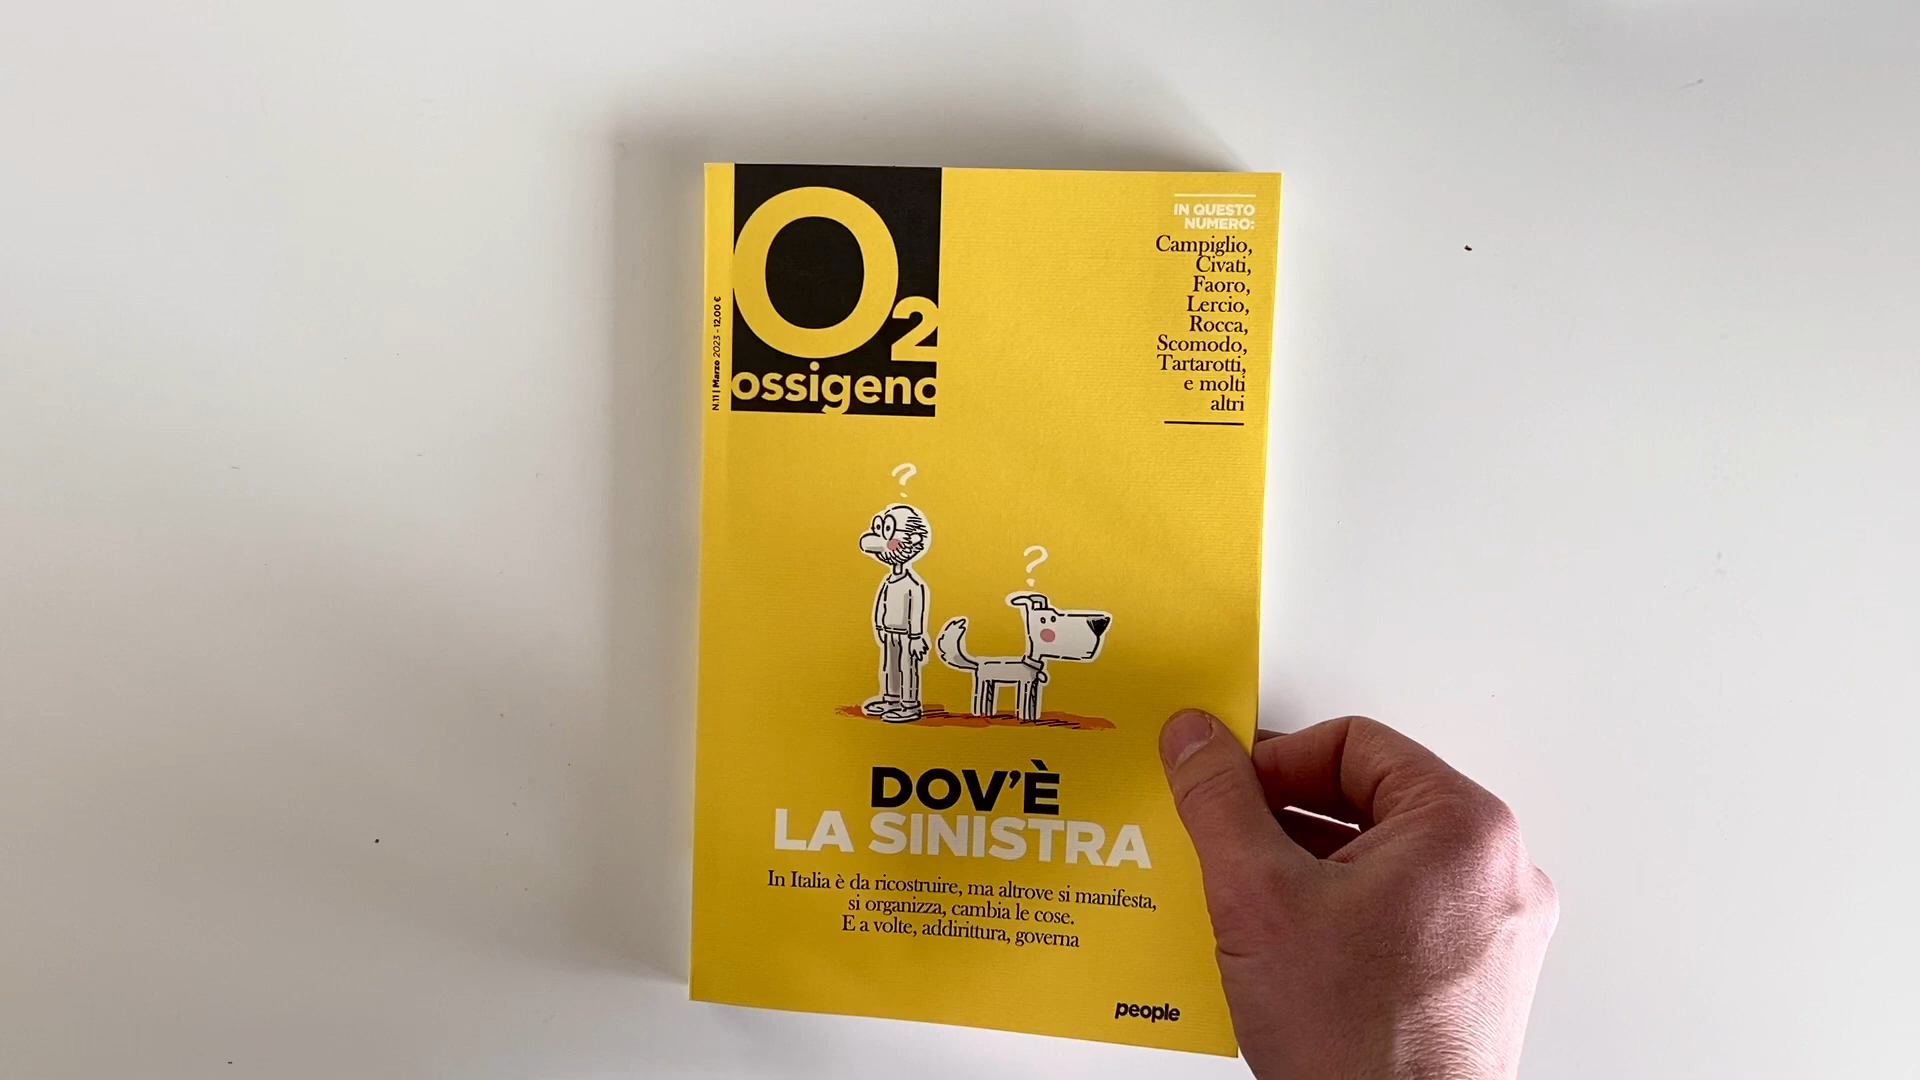 O2
ossigeno
N.11 | Marzo 2023 - 12,00 €
IN QUESTO
NUMERO:
Campiglio,
Civati,
Faoro,
Lercio,
Rocca,
Scomodo,
Tartarotti,
e molti
altri
?
?
DOV'È
LA SINISTRA
In Italia è da ricostruire, ma altrove si manifesta,
si organizza, cambia le cose.
E a volte, addirittura, governa
people